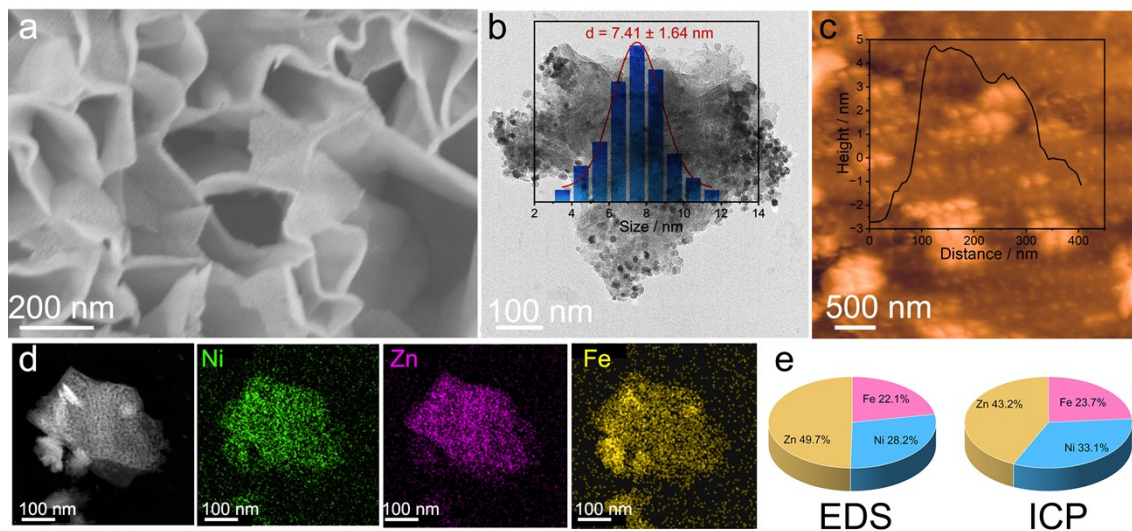 a
200 nm
b
d = 7.41 ± 1.64 nm
2
4
6
8
10
12
14
Size / nm
100 nm
c
5
4
3
2
1
0
−1
−2
−3
Height / nm
0
100
200
300
400
Distance / nm
500 nm
d
100 nm
Ni
100 nm
Zn
100 nm
Fe
100 nm
e
Fe 22.1%
Zn 49.7%
Ni 28.2%
EDS
Zn 43.2%
Fe 23.7%
Ni 33.1%
ICP